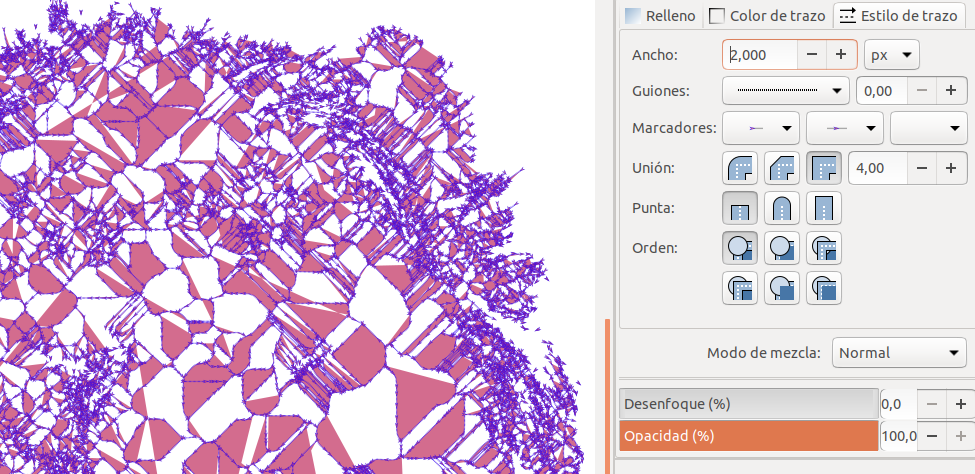 Relleno Color de trazo Estilo de trazo
Ancho: 2,000 px
Guiones: 0,00
Marcadores:
Unión: 4,00
Punta:
Orden:
Modo de mezcla: Normal
Desenfoque (%) 0,0
Opacidad (%) 100,0